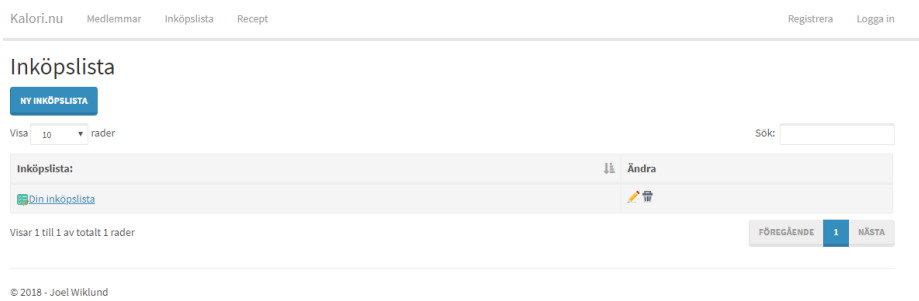 Kalori.nu Medlemmar Inköpslista Recept Registrera Logga in
Inköpslista
NY INKÖPSLISTA
Visa 10 rader Sök:
Inköpslista: Ändra
Din inköpslista
Visar 1 till 1 av totalt 1 rader FÖREGÅENDE 1 NÄSTA
© 2018 - Joel Wiklund